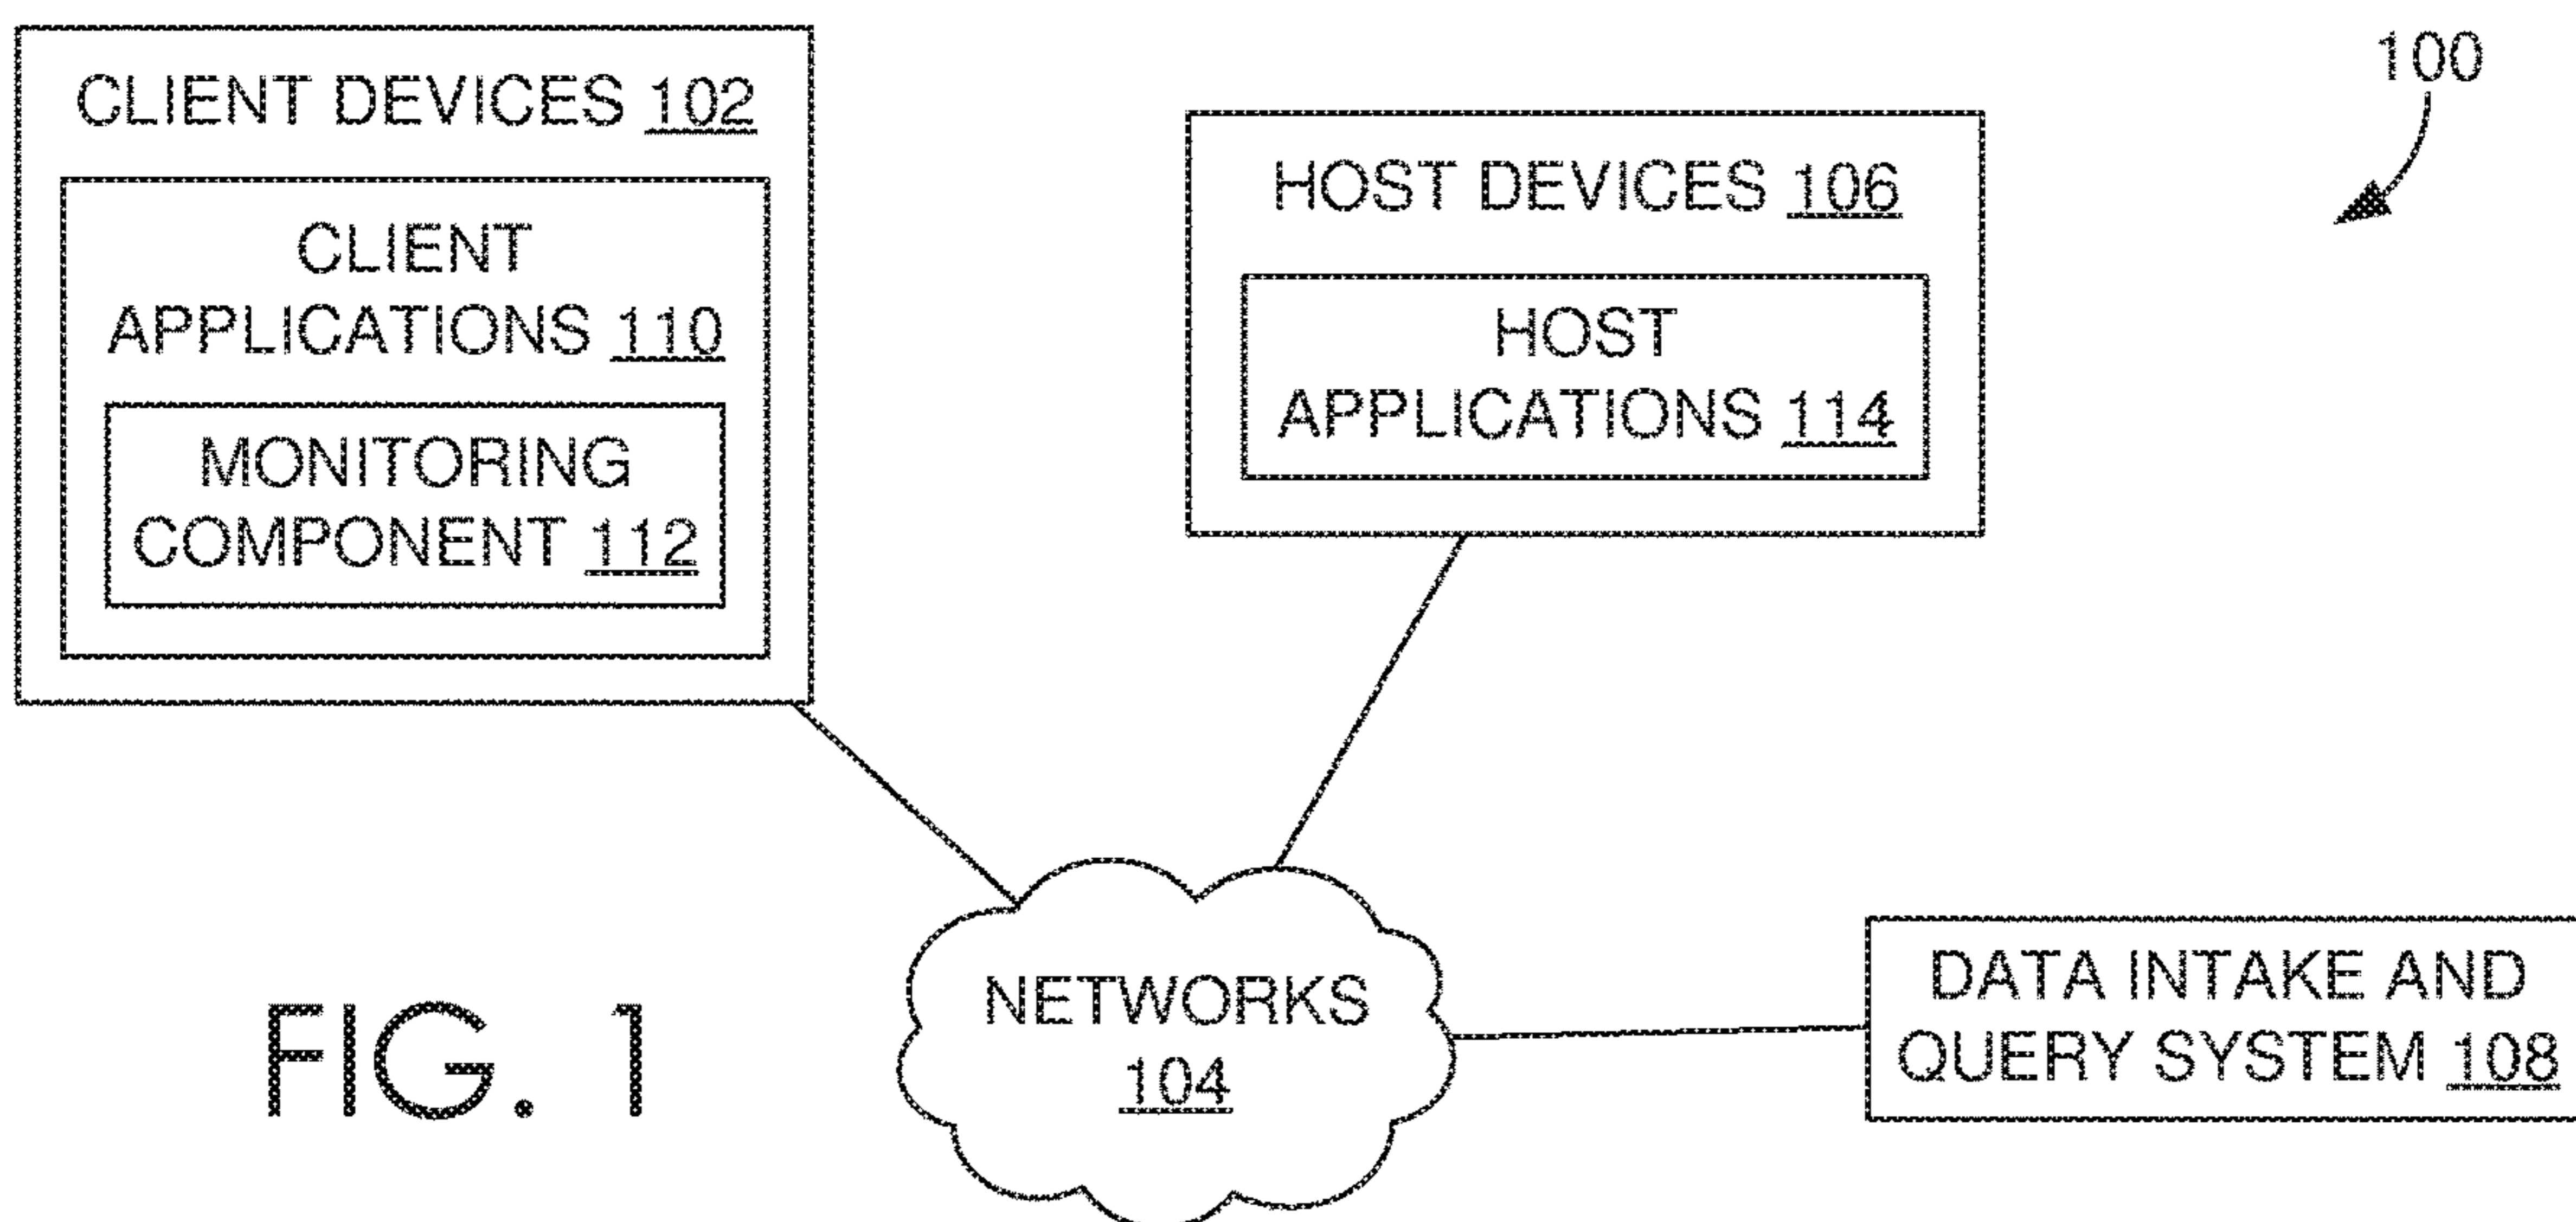 100
CLIENT DEVICES 102
CLIENT
APPLICATIONS 110
MONITORING
COMPONENT 112
HOST DEVICES 106
HOST
APPLICATIONS 114
NETWORKS
104
DATA INTAKE AND
QUERY SYSTEM 108
FIG. 1